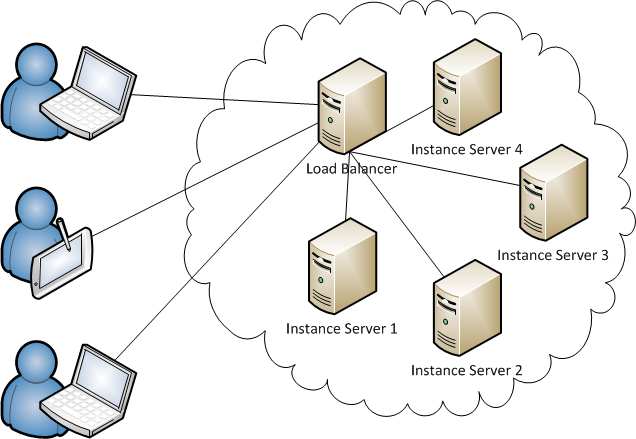 Instance Server 4
Load Balancer
Instance Server 3
Instance Server 1
Instance Server 2